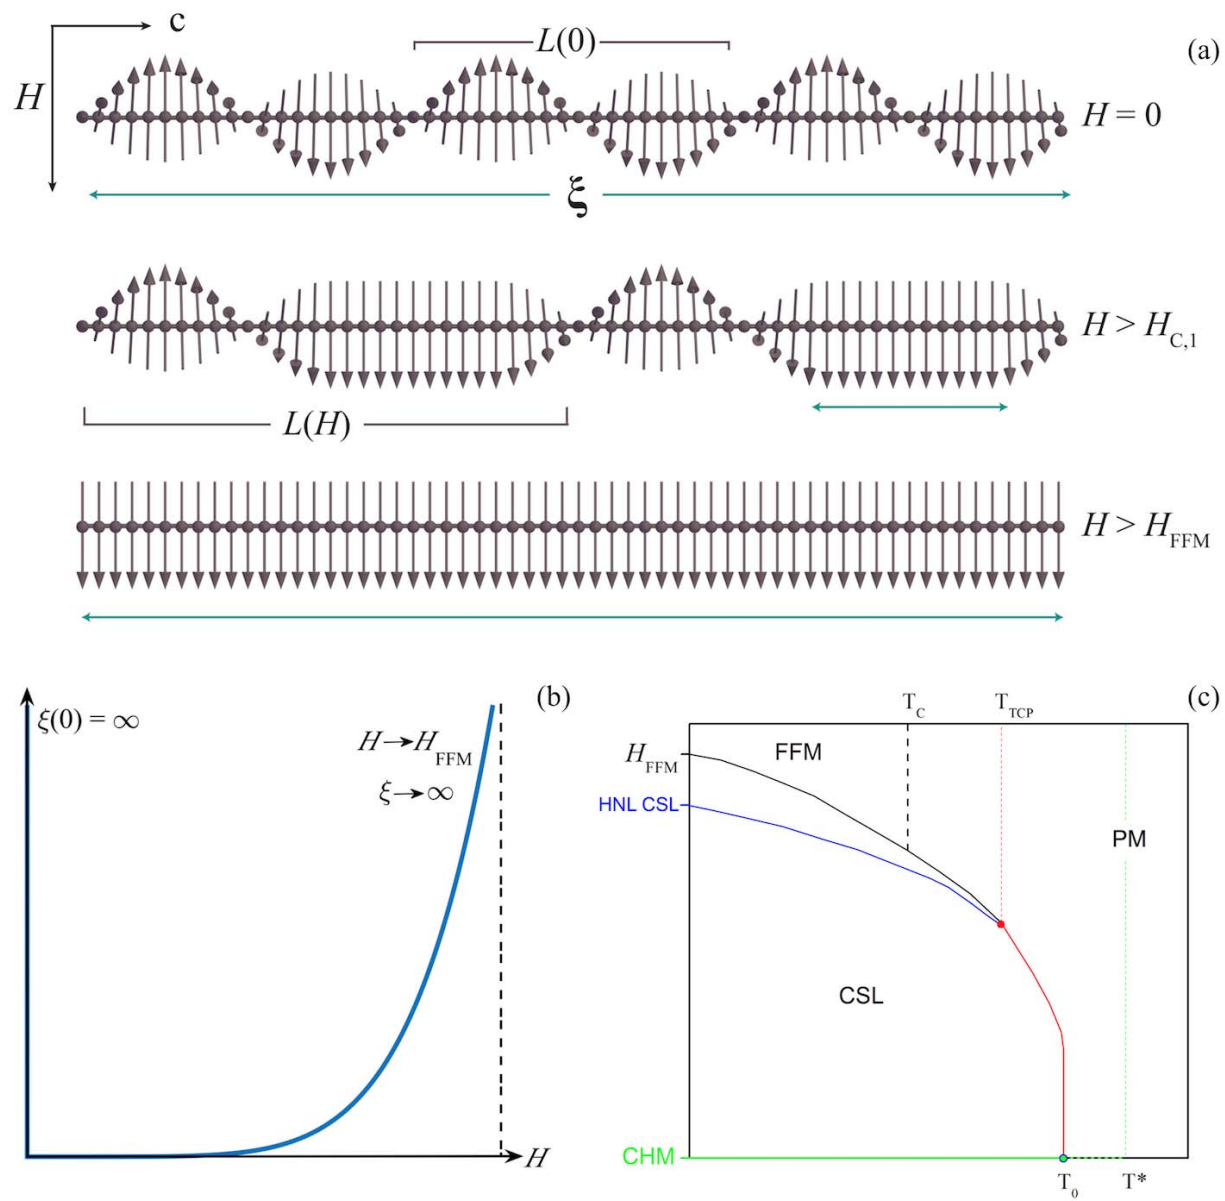 c
L(0)
(a)
H
H = 0
ξ
H > H_C,1
L(H)
H > H_FFM
(b)
ξ(0) = ∞
H→H_FFM
ξ→∞
H
(c)
T_C
T_TCP
H_FFM
FFM
HNL CSL
PM
CSL
CHM
T_0
T*